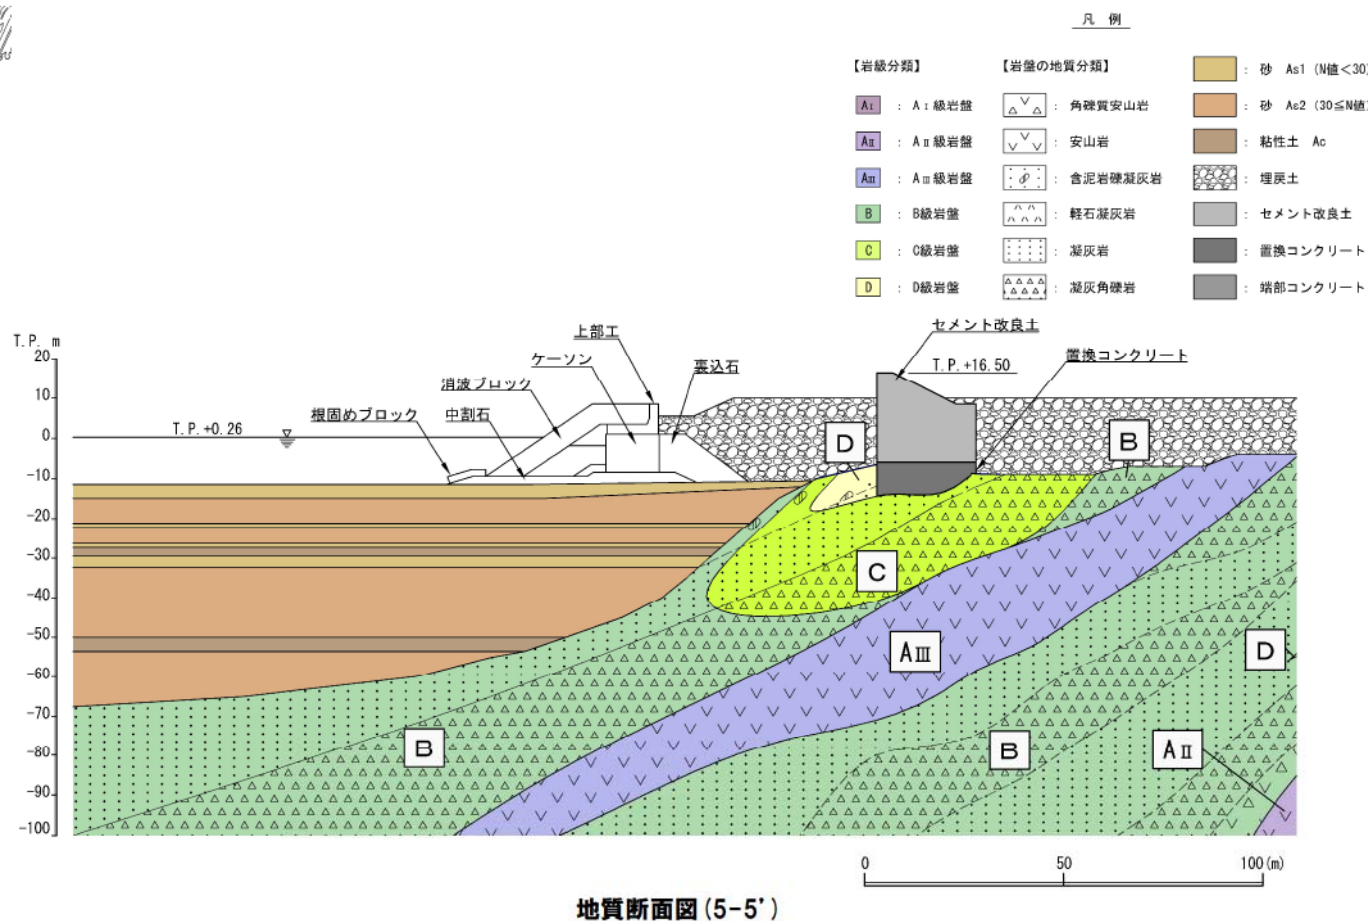 凡 例
【岩級分類】
AⅠ : AⅠ級岩盤
AⅡ : AⅡ級岩盤
AⅢ : AⅢ級岩盤
B : B級岩盤
C : C級岩盤
D : D級岩盤
【岩盤の地質分類】
: 角礫質安山岩
: 安山岩
: 含泥岩礫凝灰岩
: 軽石凝灰岩
: 凝灰岩
: 凝灰角礫岩
: 砂 As1 (N値<30)
: 砂 As2 (30≦N値)
: 粘性土 Ac
: 埋戻土
: セメント改良土
: 置換コンクリート
: 端部コンクリート
T.P. m
20
10
0
-10
-20
-30
-40
-50
-60
-70
-80
-90
-100
T.P.+0.26
根固めブロック
消波ブロック
中割石
ケーソン
上部工
裏込石
セメント改良土
T.P.+16.50
置換コンクリート
D
B
C
AⅢ
D
B
B
AⅡ
0 50 100(m)
地質断面図(5-5')